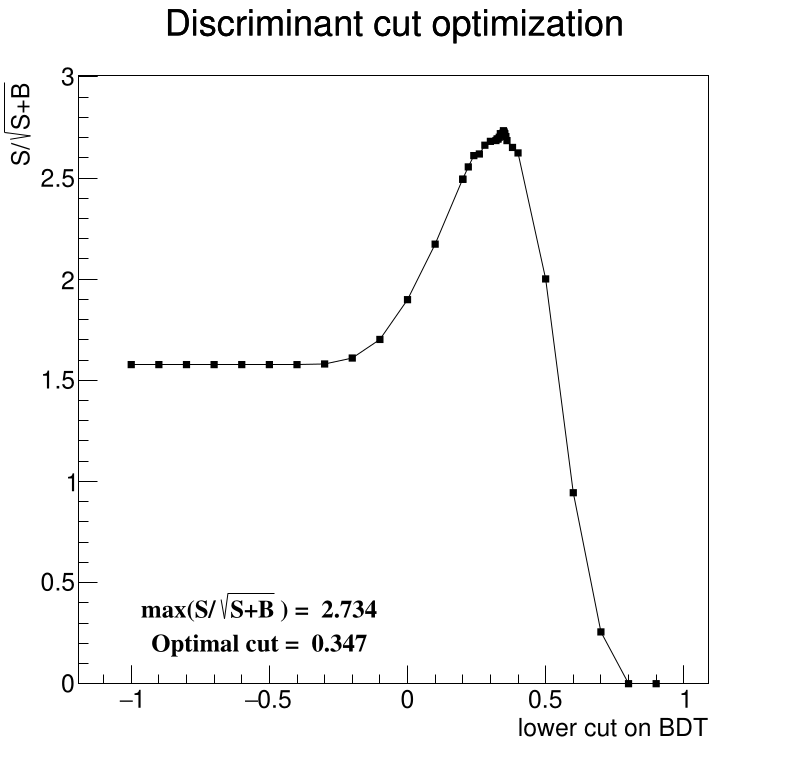 Discriminant cut optimization
S/√S+B
3
2.5
2
1.5
1
0.5
0
max(S/√S+B ) = 2.734
Optimal cut = 0.347
−1 −0.5 0 0.5 1
lower cut on BDT